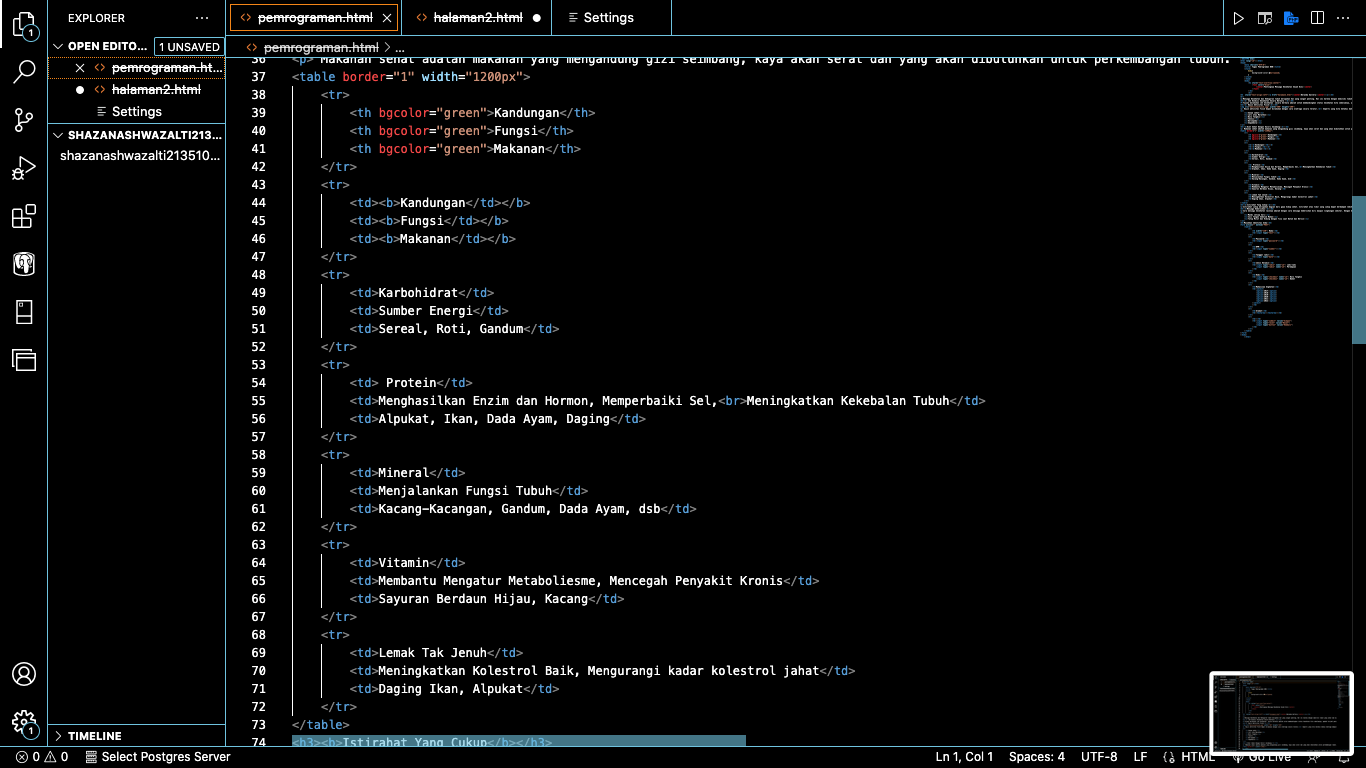 EXPLORER
OPEN EDITO... 1 UNSAVED
pemrograman.ht...
halaman2.html
Settings
SHAZANASHWAZALTI213...
shazanashwazalti213510...
TIMELINE
pemrograman.html
halaman2.html
Settings
pemrograman.html > ...
36 <p> Makanan sehat adalah makanan yang mengandung gizi seimbang, kaya akan serat dan yang akan dibutuhkan untuk perkembangan tubuh.
37 <table border="1" width="1200px">
38 <tr>
39 <th bgcolor="green">Kandungan</th>
40 <th bgcolor="green">Fungsi</th>
41 <th bgcolor="green">Makanan</th>
42 </tr>
43 <tr>
44 <td><b>Kandungan</td></b>
45 <td><b>Fungsi</td></b>
46 <td><b>Makanan</td></b>
47 </tr>
48 <tr>
49 <td>Karbohidrat</td>
50 <td>Sumber Energi</td>
51 <td>Sereal, Roti, Gandum</td>
52 </tr>
53 <tr>
54 <td> Protein</td>
55 <td>Menghasilkan Enzim dan Hormon, Memperbaiki Sel,<br>Meningkatkan Kekebalan Tubuh</td>
56 <td>Alpukat, Ikan, Dada Ayam, Daging</td>
57 </tr>
58 <tr>
59 <td>Mineral</td>
60 <td>Menjalankan Fungsi Tubuh</td>
61 <td>Kacang-Kacangan, Gandum, Dada Ayam, dsb</td>
62 </tr>
63 <tr>
64 <td>Vitamin</td>
65 <td>Membantu Mengatur Metaboliesme, Mencegah Penyakit Kronis</td>
66 <td>Sayuran Berdaun Hijau, Kacang</td>
67 </tr>
68 <tr>
69 <td>Lemak Tak Jenuh</td>
70 <td>Meningkatkan Kolestrol Baik, Mengurangi kadar kolestrol jahat</td>
71 <td>Daging Ikan, Alpukat</td>
72 </tr>
73 </table>
74 <h3><b>Istirahat Yang Cukup</b></h3>
1
1
0 0 Select Postgres Server
Ln 1, Col 1 Spaces: 4 UTF-8 LF HTML Go Live